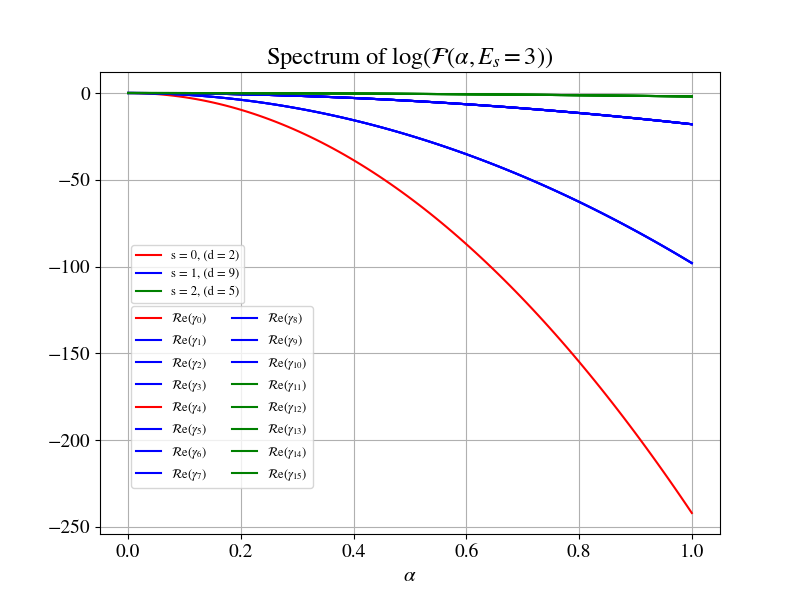 Spectrum of log(ℱ(α, E_s = 3))
0
−50
−100
−150
−200
−250
s = 0, (d = 2)
s = 1, (d = 9)
s = 2, (d = 5)
ℛe(γ₀)
ℛe(γ₁)
ℛe(γ₂)
ℛe(γ₃)
ℛe(γ₄)
ℛe(γ₅)
ℛe(γ₆)
ℛe(γ₇)
ℛe(γ₈)
ℛe(γ₉)
ℛe(γ₁₀)
ℛe(γ₁₁)
ℛe(γ₁₂)
ℛe(γ₁₃)
ℛe(γ₁₄)
ℛe(γ₁₅)
0.0 0.2 0.4 0.6 0.8 1.0
α